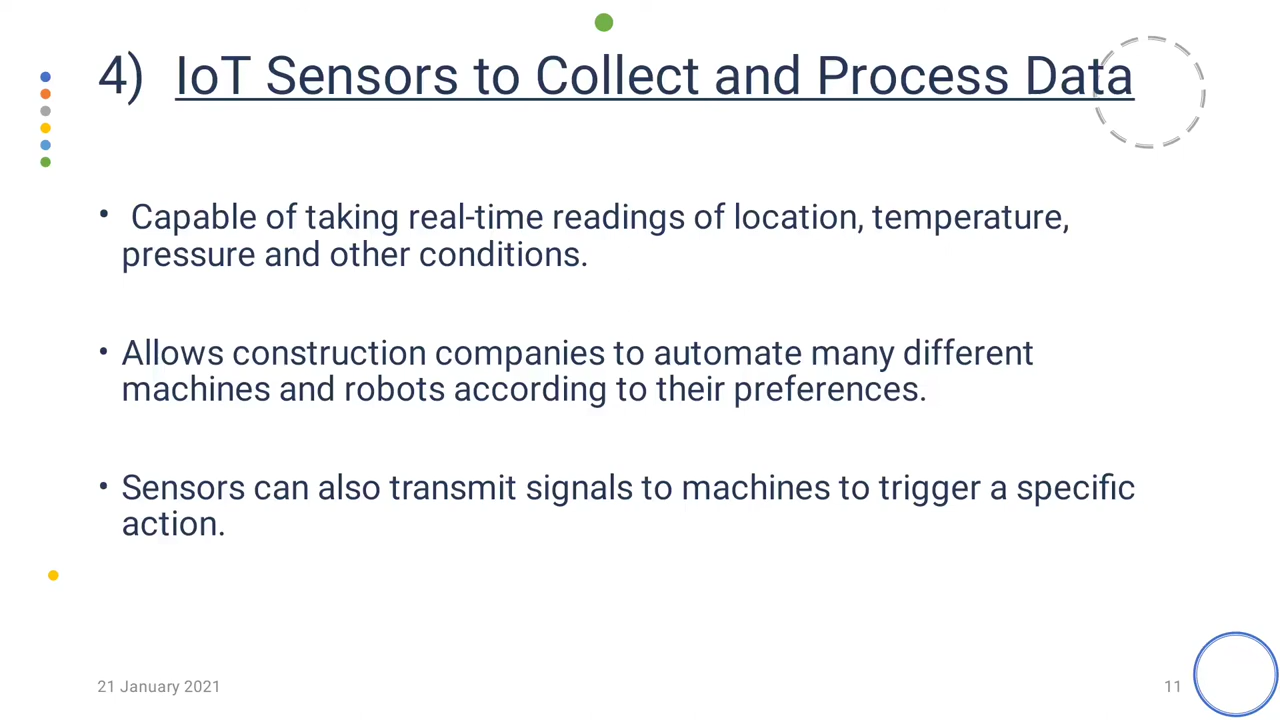 4) IoT Sensors to Collect and Process Data
• Capable of taking real-time readings of location, temperature,
pressure and other conditions.
• Allows construction companies to automate many different
machines and robots according to their preferences.
• Sensors can also transmit signals to machines to trigger a specific
action.
21 January 2021
11